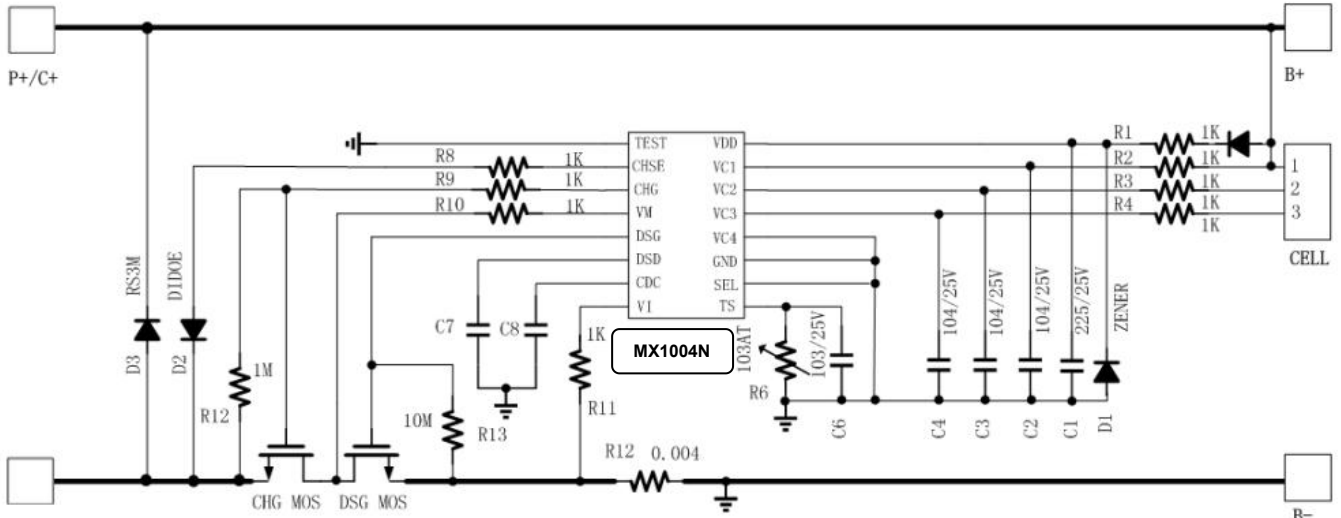 P+/C+
B+
TEST
CHSE
CHG
VM
DSG
DSD
CDC
VI
VDD
VC1
VC2
VC3
VC4
GND
SEL
TS
R8 1K
R9 1K
R10 1K
R1 1K
R2 1K
R3 1K
R4 1K
1
2
3
CELL
MX1004N
RS3M
D3
DIDOE
D2
1M
R12
C7
C8
1K
R11
10M
R13
103AT
R6
103/25V
C6
104/25V
C4
104/25V
C3
104/25V
C2
225/25V
C1
ZENER
D1
R12 0.004
CHG MOS
DSG MOS
B-